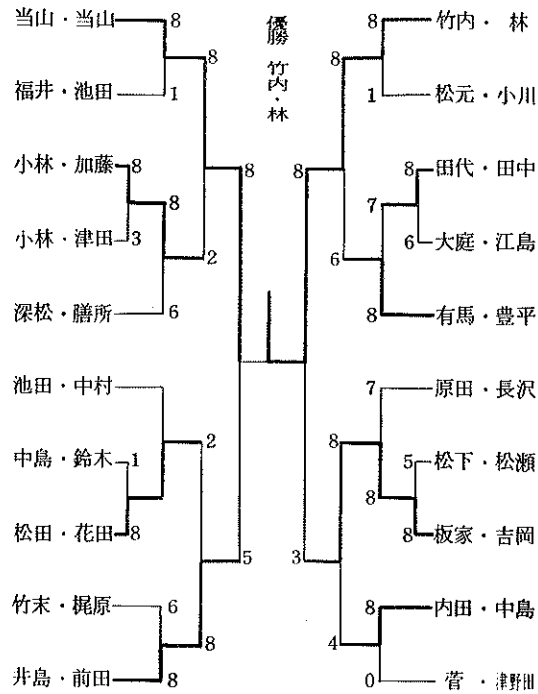 当山・当山
8
8
福井・池田
1
小林・加藤
8
8
8
小林・津田
3
2
深松・膳所
6
池田・中村
2
中島・鈴木
1
松田・花田
8
5
竹末・梶原
6
8
井島・前田
8
優勝 竹内・林
8
竹内・林
8
1
松元・小川
8
8
田代・田中
7
6
大庭・江島
6
8
有馬・豊平
7
原田・長沢
8
5
松下・松瀬
8
8
板家・吉岡
3
8
内田・中島
4
0
菅・津野田